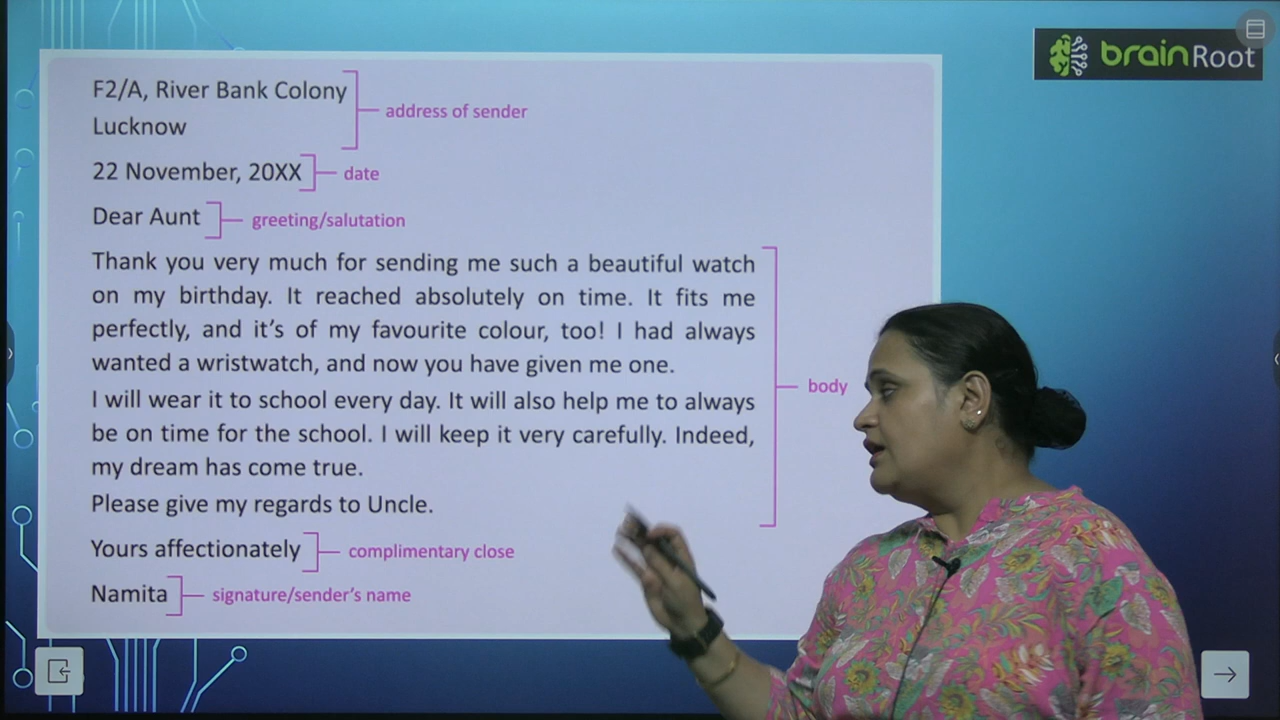 brainRoot
F2/A, River Bank Colony
Lucknow
address of sender
22 November, 20XX
date
Dear Aunt
greeting/salutation
Thank you very much for sending me such a beautiful watch
on my birthday. It reached absolutely on time. It fits me
perfectly, and it's of my favourite colour, too! I had always
wanted a wristwatch, and now you have given me one.
I will wear it to school every day. It will also help me to always
be on time for the school. I will keep it very carefully. Indeed,
my dream has come true.
Please give my regards to Uncle.
body
Yours affectionately
complimentary close
Namita
signature/sender's name